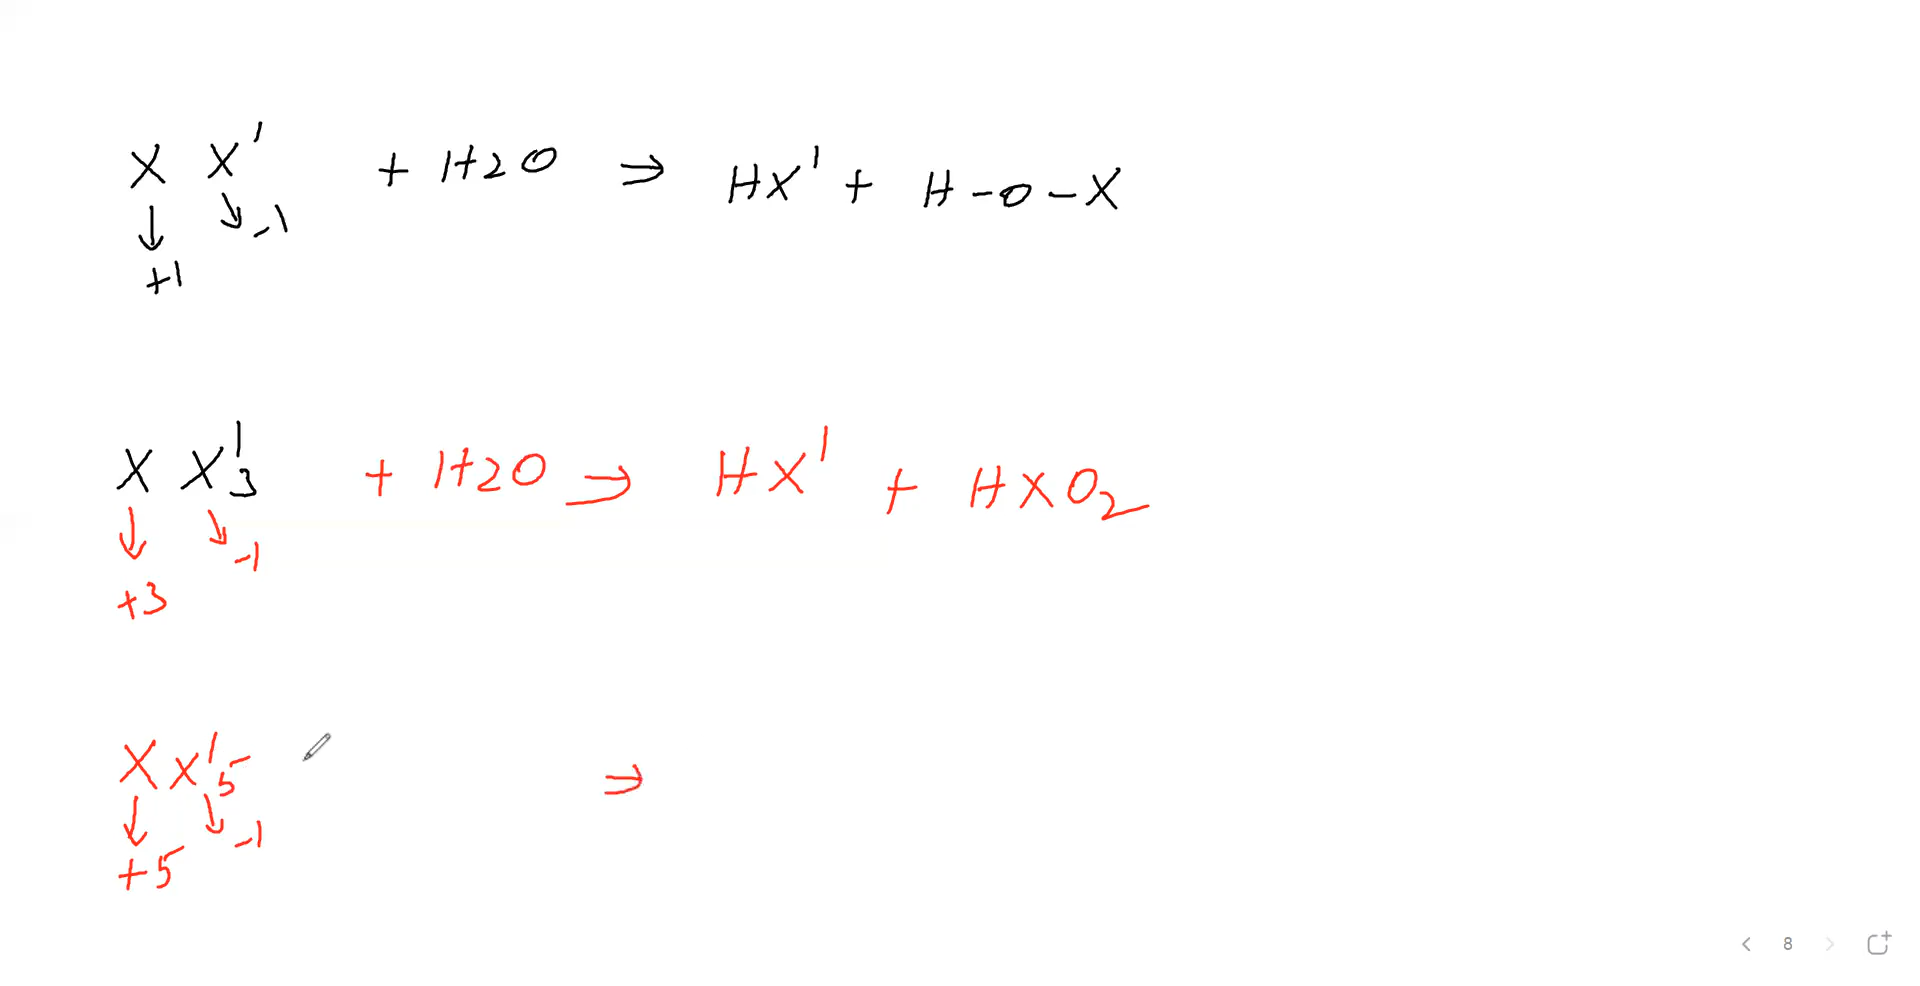 X X' + H2O ⇒ HX' + H-O-X
↓ ↘ -1
+1
X X'3 + H2O ⇒ HX' + HXO2
↓ ↘ -1
+3
X X'5 ⇒
↓ ↘ -1
+5
< 8 >